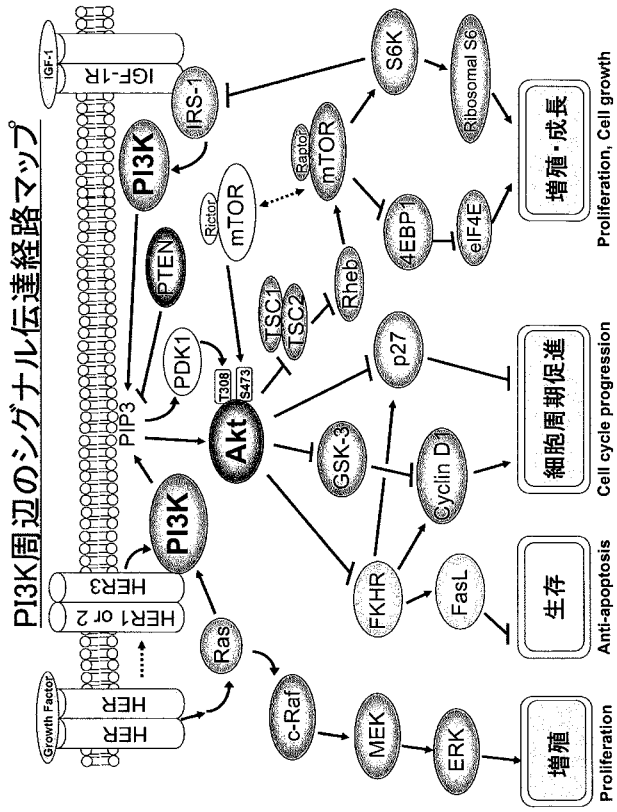 PI3K周辺のシグナル伝達経路マップ
Growth Factor
HER
HER
HER1 or 2
HER3
IGF-1
IGF-1R
IRS-1
PI3K
PI3K
PIP3
PTEN
PDK1
Rictor
mTOR
Ras
T308
S473
Akt
TSC1
TSC2
Raptor
mTOR
Rheb
c-Raf
GSK-3
p27
4EBP1
S6K
MEK
FKHR
Cyclin D1
eIF4E
Ribosomal S6
ERK
FasL
増殖
Proliferation
生存
Anti-apoptosis
細胞周期促進
Cell cycle progression
増殖・成長
Proliferation, Cell growth